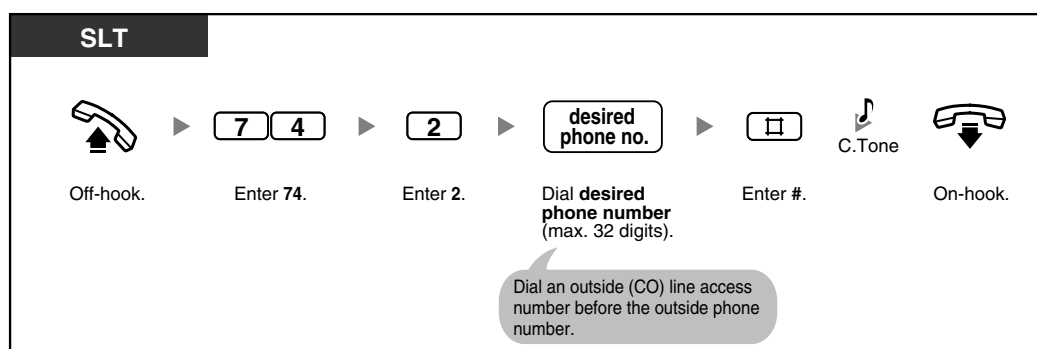 SLT
7 4
2
desired
phone no.
#
C.Tone
Off-hook.
Enter 74.
Enter 2.
Dial desired
phone number
(max. 32 digits).
Enter #.
On-hook.
Dial an outside (CO) line access
number before the outside phone
number.